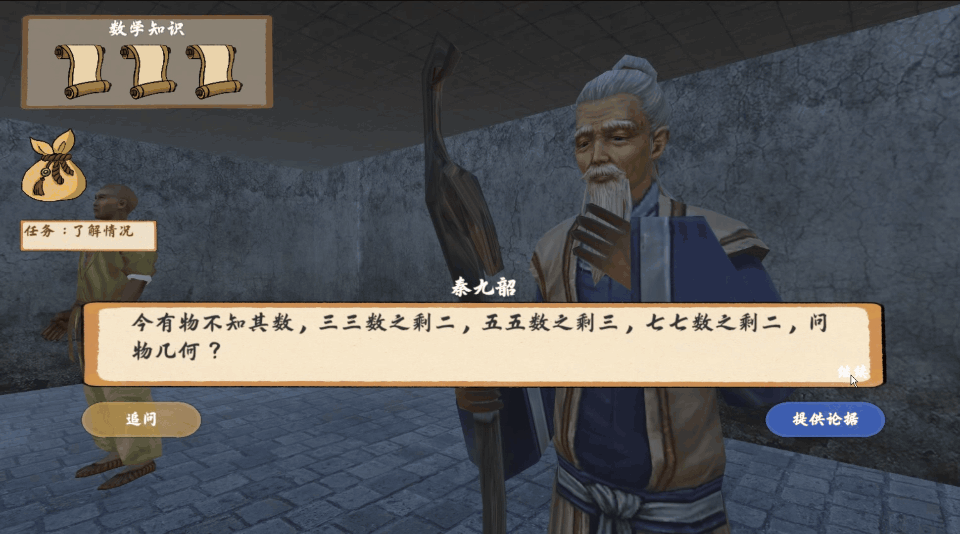 数学知识
任务：了解情况
秦九韶
今有物不知其数，三三数之剩二，五五数之剩三，七七数之剩二，问
物几何？
追问
提供论据